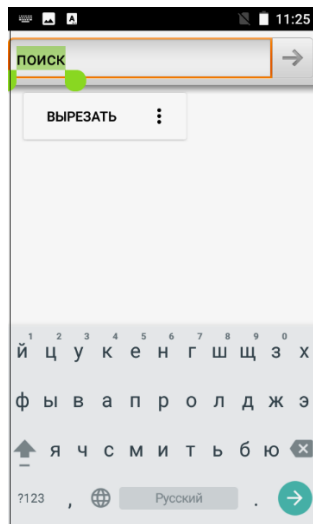 11:25
поиск
ВЫРЕЗАТЬ
1 2 3 4 5 6 7 8 9 0
й ц у к е н г ш щ з х
ф ы в а п р о л д ж э
я ч с м и т ь б ю
?123 , Русский .